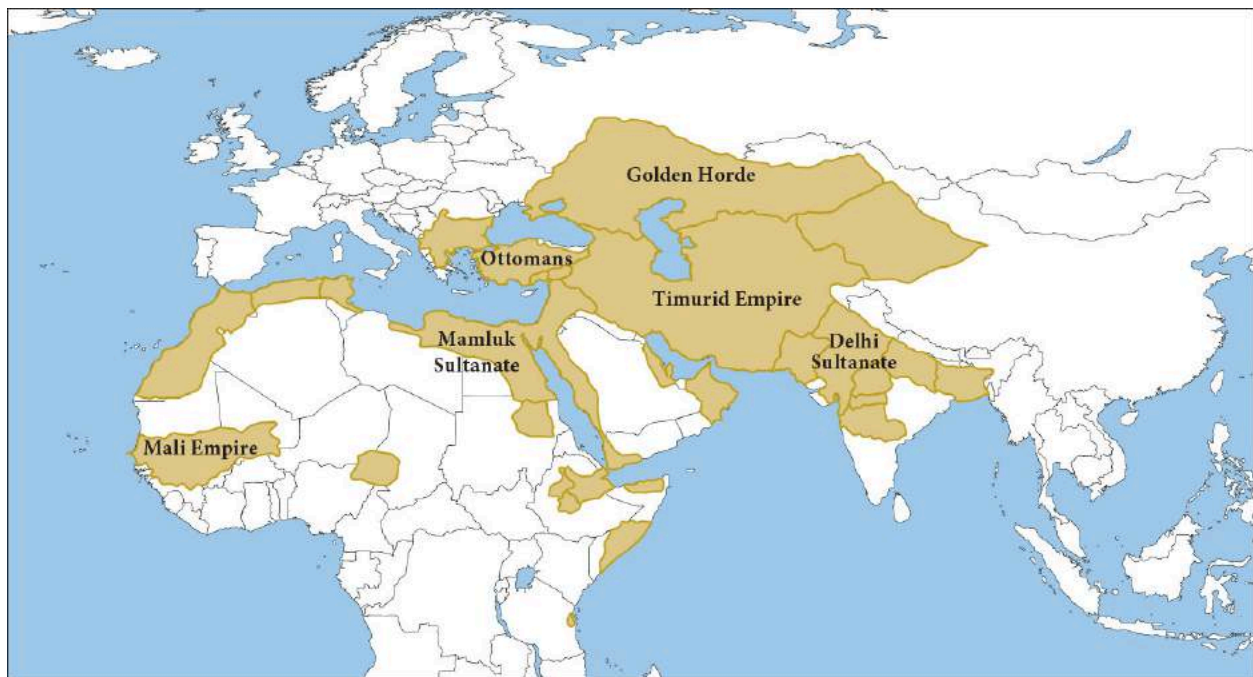 Golden Horde
Ottomans
Timurid Empire
Mamluk
Sultanate
Delhi
Sultanate
Mali Empire